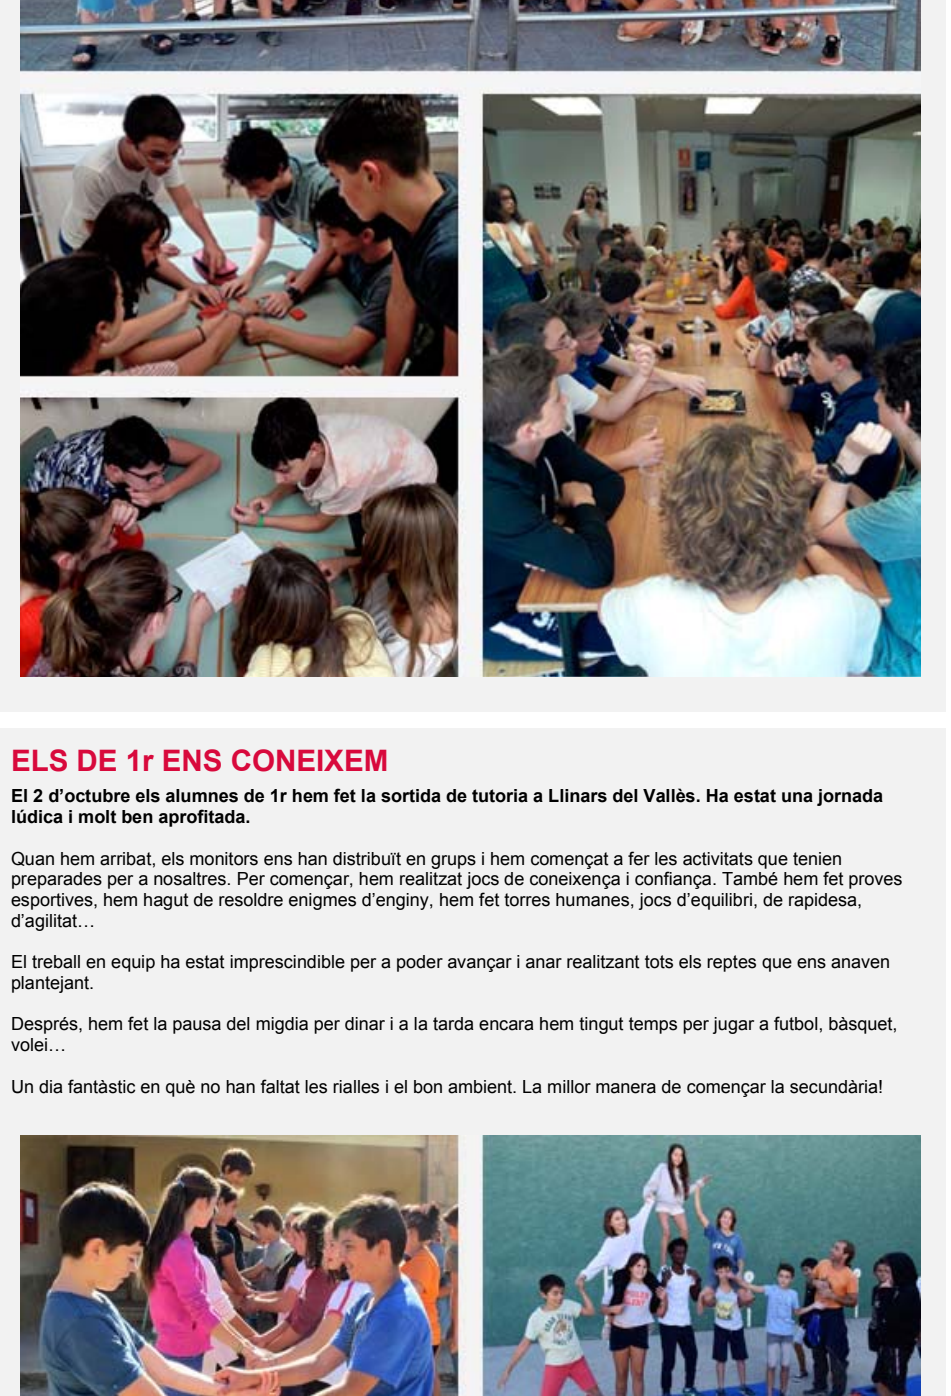 ELS DE 1r ENS CONEIXEM
El 2 d’octubre els alumnes de 1r hem fet la sortida de tutoria a Llinars del Vallès. Ha estat una jornada
lúdica i molt ben aprofitada.
Quan hem arribat, els monitors ens han distribuït en grups i hem començat a fer les activitats que tenien
preparades per a nosaltres. Per començar, hem realitzat jocs de coneixença i confiança. També hem fet proves
esportives, hem hagut de resoldre enigmes d’enginy, hem fet torres humanes, jocs d’equilibri, de rapidesa,
d’agilitat…
El treball en equip ha estat imprescindible per a poder avançar i anar realitzant tots els reptes que ens anaven
plantejant.
Després, hem fet la pausa del migdia per dinar i a la tarda encara hem tingut temps per jugar a futbol, bàsquet,
volei…
Un dia fantàstic en què no han faltat les rialles i el bon ambient. La millor manera de començar la secundària!